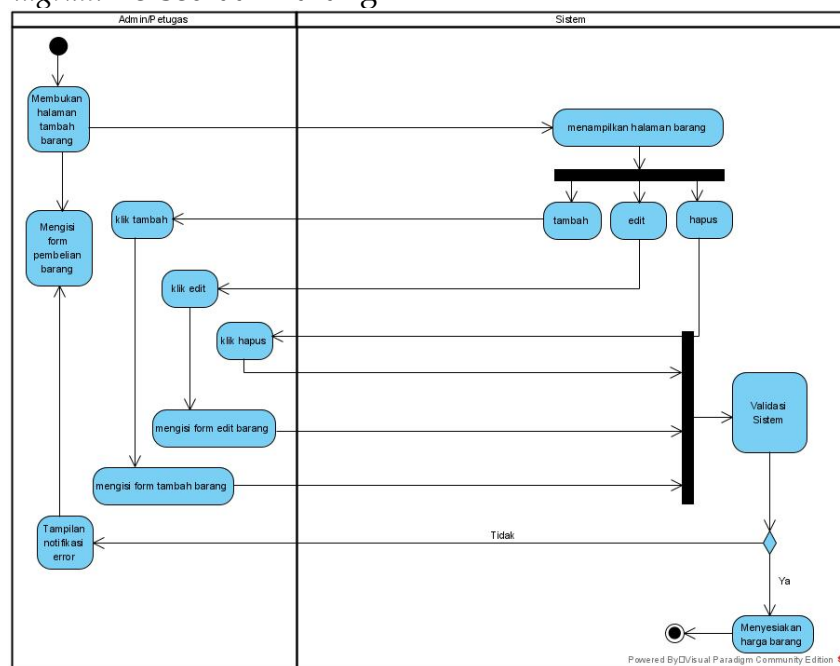 Admin/Petugas
Sistem
Membukan
halaman
tambah
barang
menampilkan halaman barang
Mengisi
form
pembelian
barang
klik tambah
tambah
edit
hapus
klik edit
klik hapus
Validasi
Sistem
mengisi form edit barang
mengisi form tambah barang
Tampilan
notifikasi
error
Tidak
Ya
Menyesiakan
harga barang
Powered By Visual Paradigm Community Edition